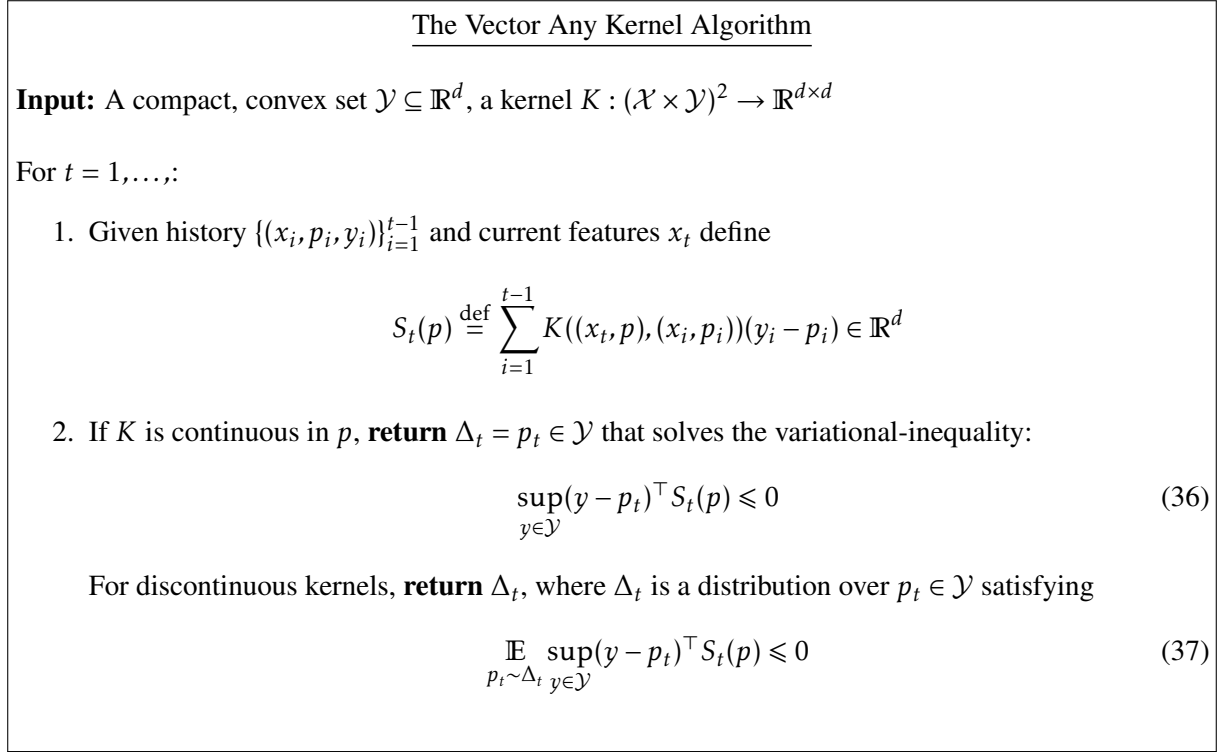 The Vector Any Kernel Algorithm
Input: A compact, convex set 𝒴 ⊆ ℝ^d, a kernel K : (𝒳 × 𝒴)^2 → ℝ^{d×d}
For t = 1,...,:
1. Given history {(x_i, p_i, y_i)}_{i=1}^{t−1} and current features x_t define
S_t(p) \overset{def}{=} ∑_{i=1}^{t−1} K((x_t, p), (x_i, p_i))(y_i − p_i) ∈ ℝ^d
2. If K is continuous in p, return Δ_t = p_t ∈ 𝒴 that solves the variational-inequality:
sup_{y∈𝒴} (y − p_t)^⊤ S_t(p) ⩽ 0 (36)
For discontinuous kernels, return Δ_t, where Δ_t is a distribution over p_t ∈ 𝒴 satisfying
𝔼_{p_t∼Δ_t} sup_{y∈𝒴} (y − p_t)^⊤ S_t(p) ⩽ 0 (37)